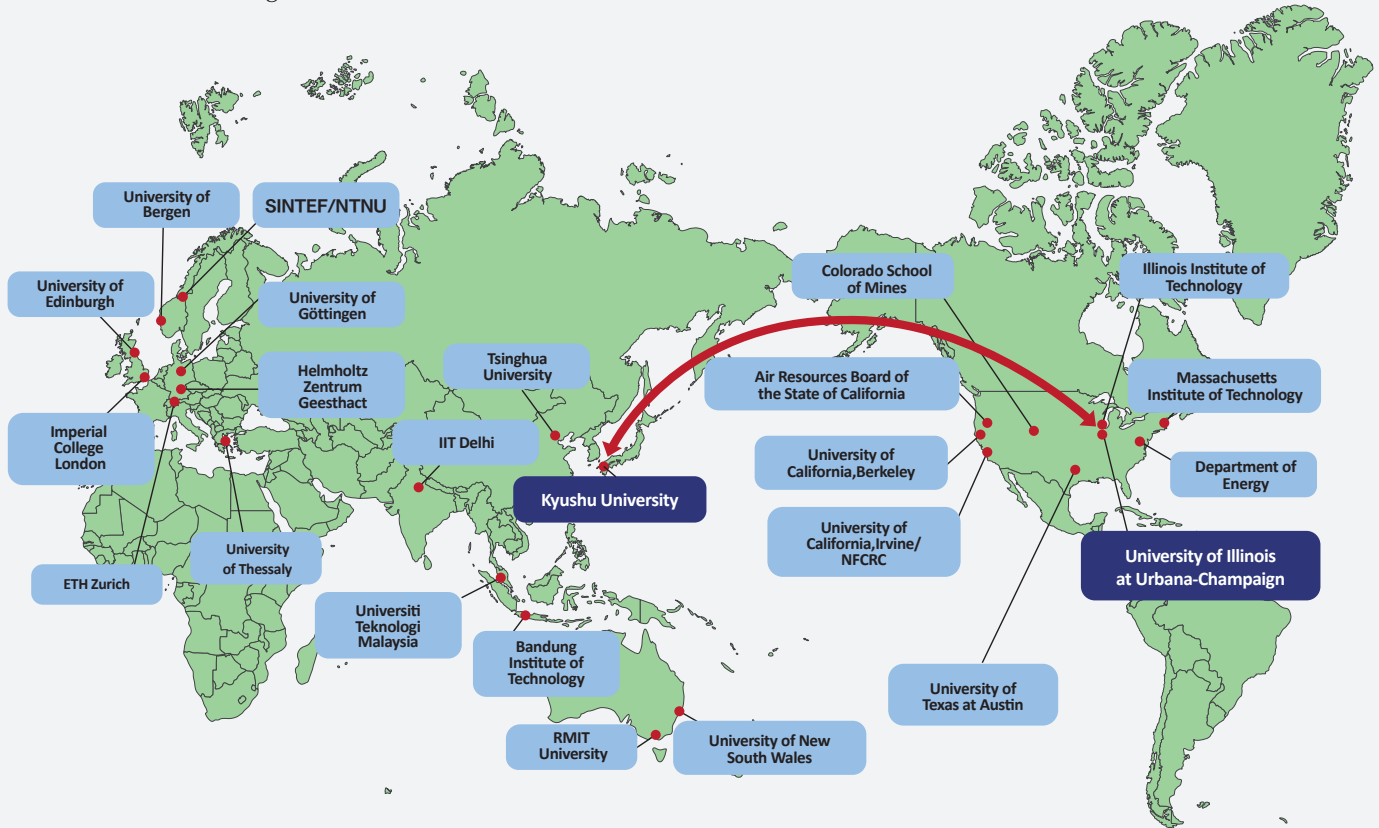 University of
Bergen
SINTEF/NTNU
University of
Edinburgh
University of
Göttingen
Colorado School
of Mines
Illinois Institute of
Technology
Helmholtz
Zentrum
Geesthact
Tsinghua
University
Air Resources Board of
the State of California
Massachusetts
Institute of Technology
Imperial
College
London
IIT Delhi
University of
California,Berkeley
Department of
Energy
Kyushu University
University of
California,Irvine/
NFCRC
University of Illinois
at Urbana-Champaign
ETH Zurich
University
of Thessaly
Universiti
Teknologi
Malaysia
Bandung
Institute of
Technology
University of
Texas at Austin
RMIT
University
University of New
South Wales